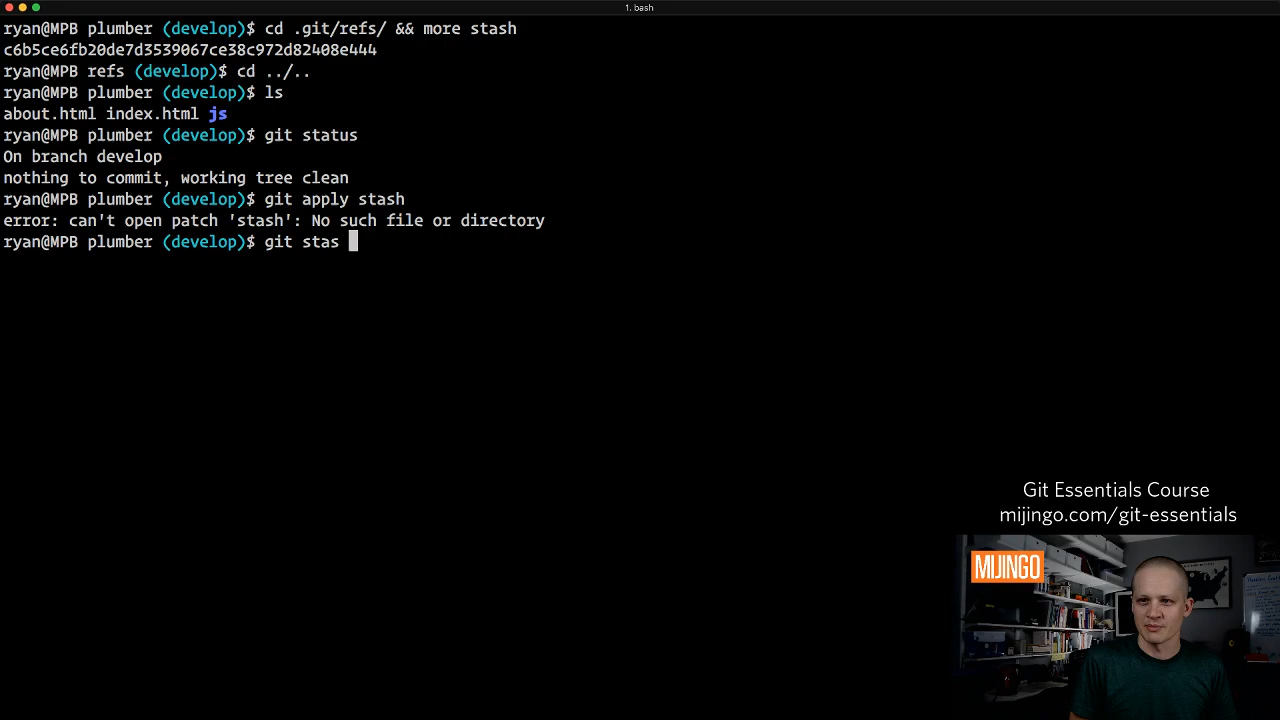 1. bash
ryan@MPB plumber (develop)$ cd .git/refs/ && more stash
c6b5ce6fb20de7d3539067ce38c972d82408e444
ryan@MPB refs (develop)$ cd ../..
ryan@MPB plumber (develop)$ ls
about.html index.html js
ryan@MPB plumber (develop)$ git status
On branch develop
nothing to commit, working tree clean
ryan@MPB plumber (develop)$ git apply stash
error: can't open patch 'stash': No such file or directory
ryan@MPB plumber (develop)$ git stas
Git Essentials Course
mijingo.com/git-essentials
MIJINGO